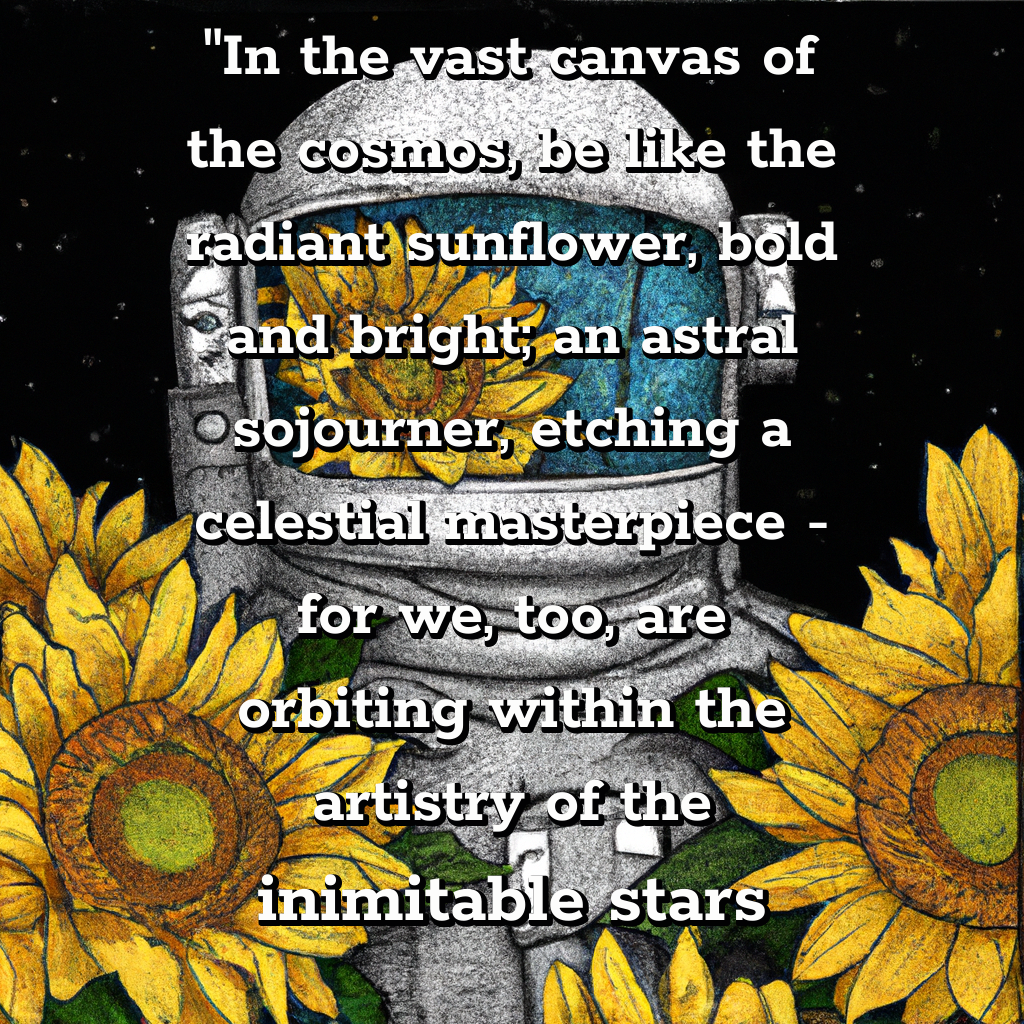 "In the vast canvas of
the cosmos, be like the
radiant sunflower, bold
and bright; an astral
sojourner, etching a
celestial masterpiece -
for we, too, are
orbiting within the
artistry of the
inimitable stars